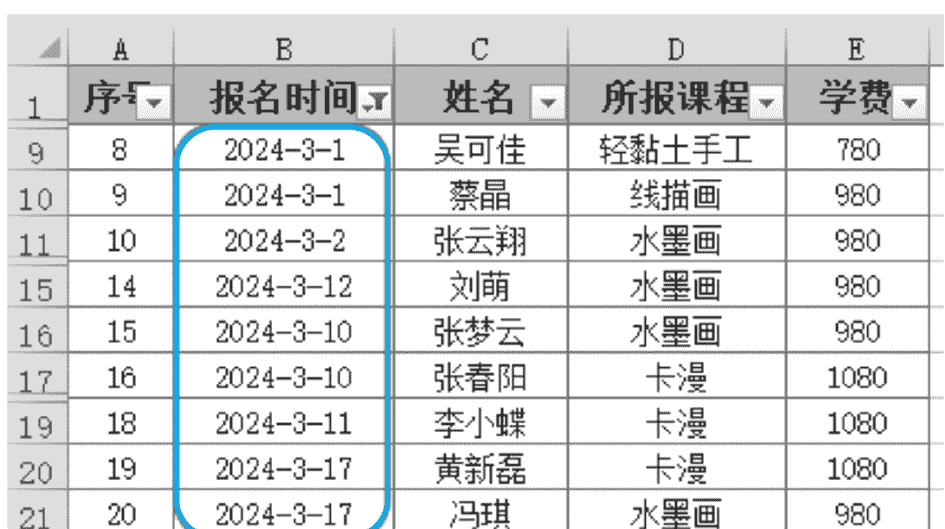 A B C D E
1 序号 报名时间 姓名 所报课程 学费
9 8 2024-3-1 吴可佳 轻黏土手工 780
10 9 2024-3-1 蔡晶 线描画 980
11 10 2024-3-2 张云翔 水墨画 980
15 14 2024-3-12 刘萌 水墨画 980
16 15 2024-3-10 张梦云 水墨画 980
17 16 2024-3-10 张春阳 卡漫 1080
19 18 2024-3-11 李小蝶 卡漫 1080
20 19 2024-3-17 黄新磊 卡漫 1080
21 20 2024-3-17 冯琪 水墨画 980